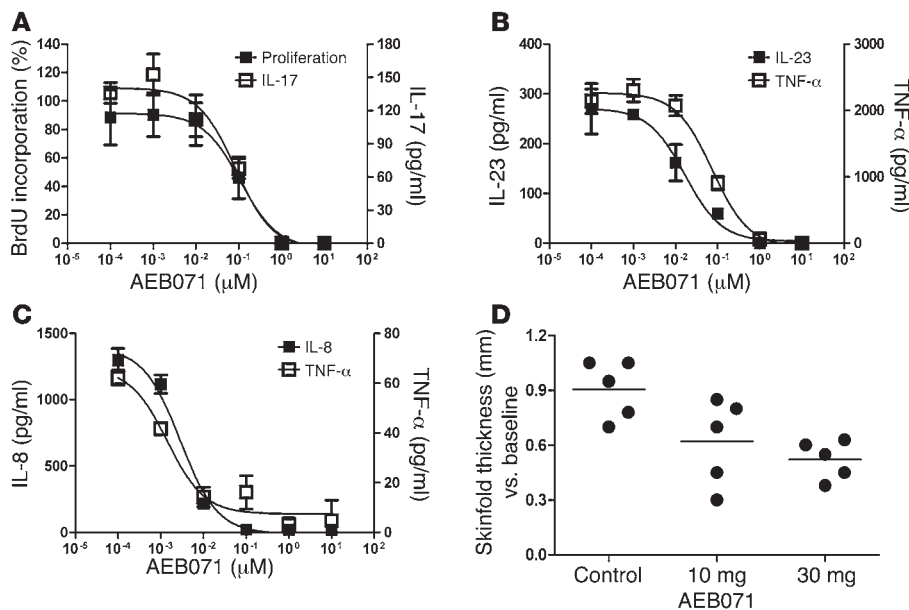 A
BrdU incorporation (%)
140
120
100
80
60
40
20
0
Proliferation
IL-17
180
150
120
90
60
30
0
IL-17 (pg/ml)
10⁻⁵ 10⁻⁴ 10⁻³ 10⁻² 10⁻¹ 10⁰ 10¹ 10²
AEB071 (μM)
B
IL-23 (pg/ml)
400
300
200
100
0
IL-23
TNF-α
3000
2000
1000
0
TNF-α (pg/ml)
10⁻⁵ 10⁻⁴ 10⁻³ 10⁻² 10⁻¹ 10⁰ 10¹ 10²
AEB071 (μM)
C
IL-8 (pg/ml)
1500
1000
500
0
IL-8
TNF-α
80
60
40
20
0
TNF-α (pg/ml)
10⁻⁵ 10⁻⁴ 10⁻³ 10⁻² 10⁻¹ 10⁰ 10¹ 10²
AEB071 (μM)
D
Skinfold thickness (mm)
vs. baseline
1.2
0.9
0.6
0.3
0.0
Control 10 mg 30 mg
AEB071